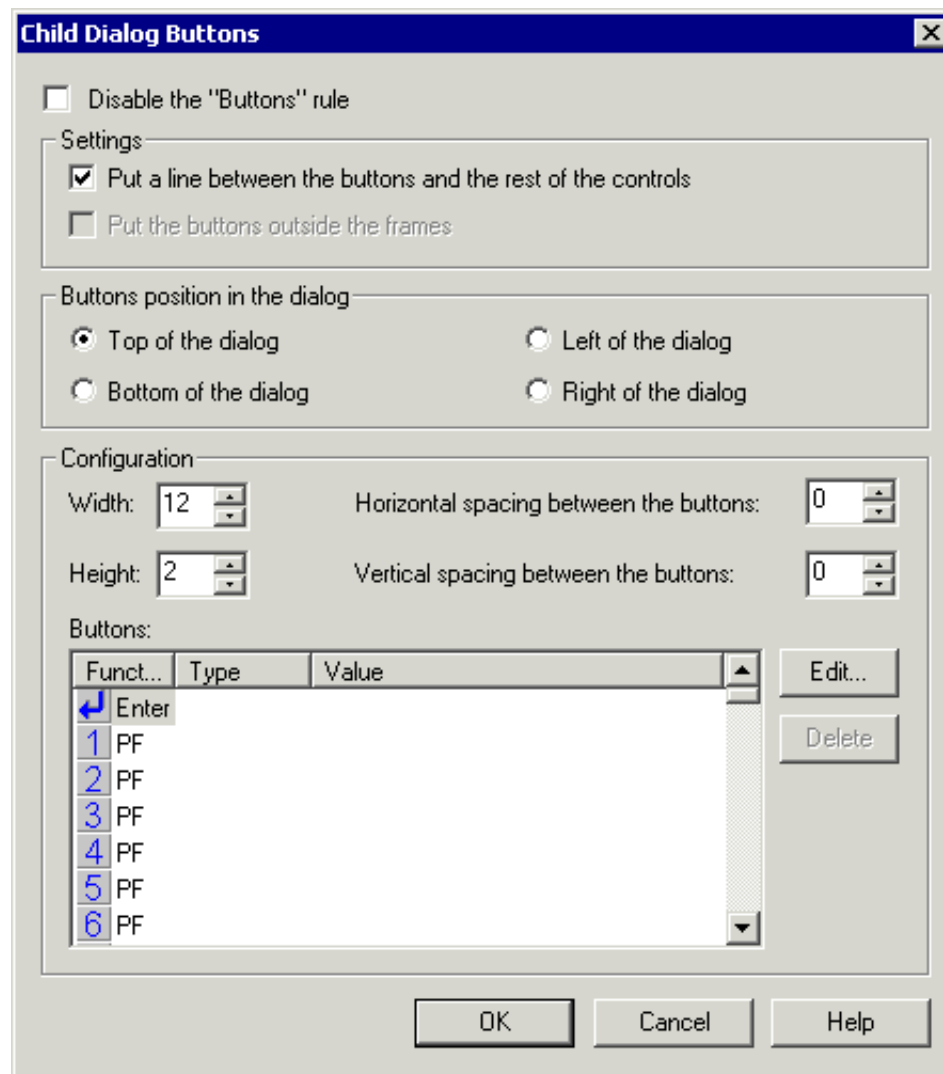 Child Dialog Buttons
Disable the "Buttons" rule
Settings
Put a line between the buttons and the rest of the controls
Put the buttons outside the frames
Buttons position in the dialog
Top of the dialog Left of the dialog
Bottom of the dialog Right of the dialog
Configuration
Width: 12 Horizontal spacing between the buttons: 0
Height: 2 Vertical spacing between the buttons: 0
Buttons:
Funct... Type Value Edit...
Enter
1 PF Delete
2 PF
3 PF
4 PF
5 PF
6 PF
OK Cancel Help